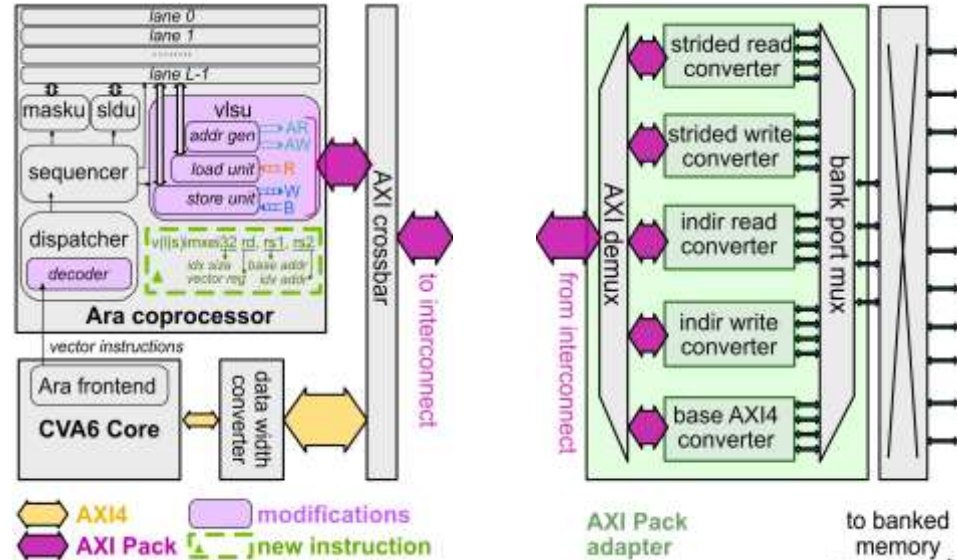 lane 0
lane 1
........
lane L-1
masku
sldu
vlsu
addr gen
AR
AW
load unit
R
store unit
W
B
sequencer
dispatcher
decoder
v(l|s)imxei32 rd, rs1, rs2
idx size
base addr
vector reg
idx addr
Ara coprocessor
vector instructions
Ara frontend
CVA6 Core
data width
converter
AXI crossbar
to interconnect
AXI4
AXI Pack
modifications
new instruction
from interconnect
AXI demux
strided read
converter
strided write
converter
indir read
converter
indir write
converter
base AXI4
converter
bank port mux
AXI Pack
adapter
to banked
memory